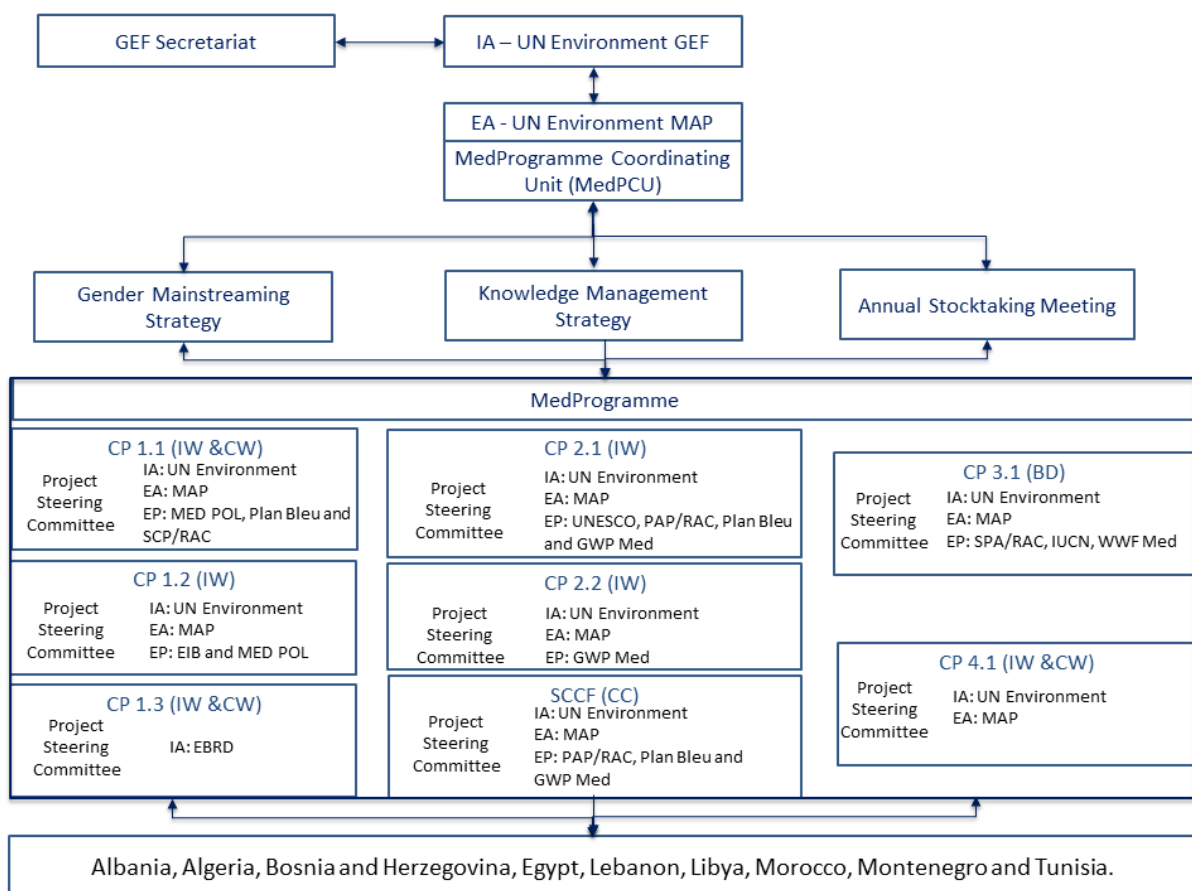 GEF Secretariat
IA – UN Environment GEF
EA - UN Environment MAP
MedProgramme Coordinating
Unit (MedPCU)
Gender Mainstreaming
Strategy
Knowledge Management
Strategy
Annual Stocktaking Meeting
MedProgramme
CP 1.1 (IW &CW)
Project
Steering
Committee
IA: UN Environment
EA: MAP
EP: MED POL, Plan Bleu and
SCP/RAC
CP 1.2 (IW)
Project
Steering
Committee
IA: UN Environment
EA: MAP
EP: EIB and MED POL
CP 1.3 (IW &CW)
Project
Steering
Committee
IA: EBRD
CP 2.1 (IW)
Project
Steering
Committee
IA: UN Environment
EA: MAP
EP: UNESCO, PAP/RAC, Plan Bleu
and GWP Med
CP 2.2 (IW)
Project
Steering
Committee
IA: UN Environment
EA: MAP
EP: GWP Med
SCCF (CC)
Project
Steering
Committee
IA: UN Environment
EA: MAP
EP: PAP/RAC, Plan Bleu and
GWP Med
CP 3.1 (BD)
Project
Steering
Committee
IA: UN Environment
EA: MAP
EP: SPA/RAC, IUCN, WWF Med
CP 4.1 (IW &CW)
Project
Steering
Committee
IA: UN Environment
EA: MAP
Albania, Algeria, Bosnia and Herzegovina, Egypt, Lebanon, Libya, Morocco, Montenegro and Tunisia.